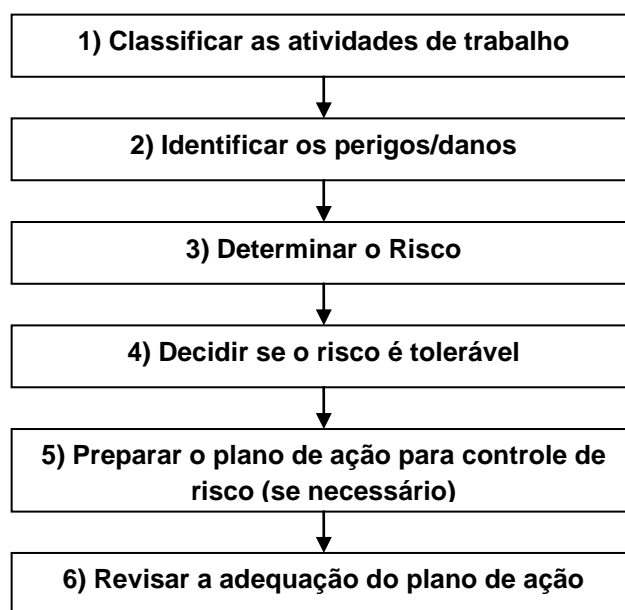 1) Classificar as atividades de trabalho
2) Identificar os perigos/danos
3) Determinar o Risco
4) Decidir se o risco é tolerável
5) Preparar o plano de ação para controle de
risco (se necessário)
6) Revisar a adequação do plano de ação